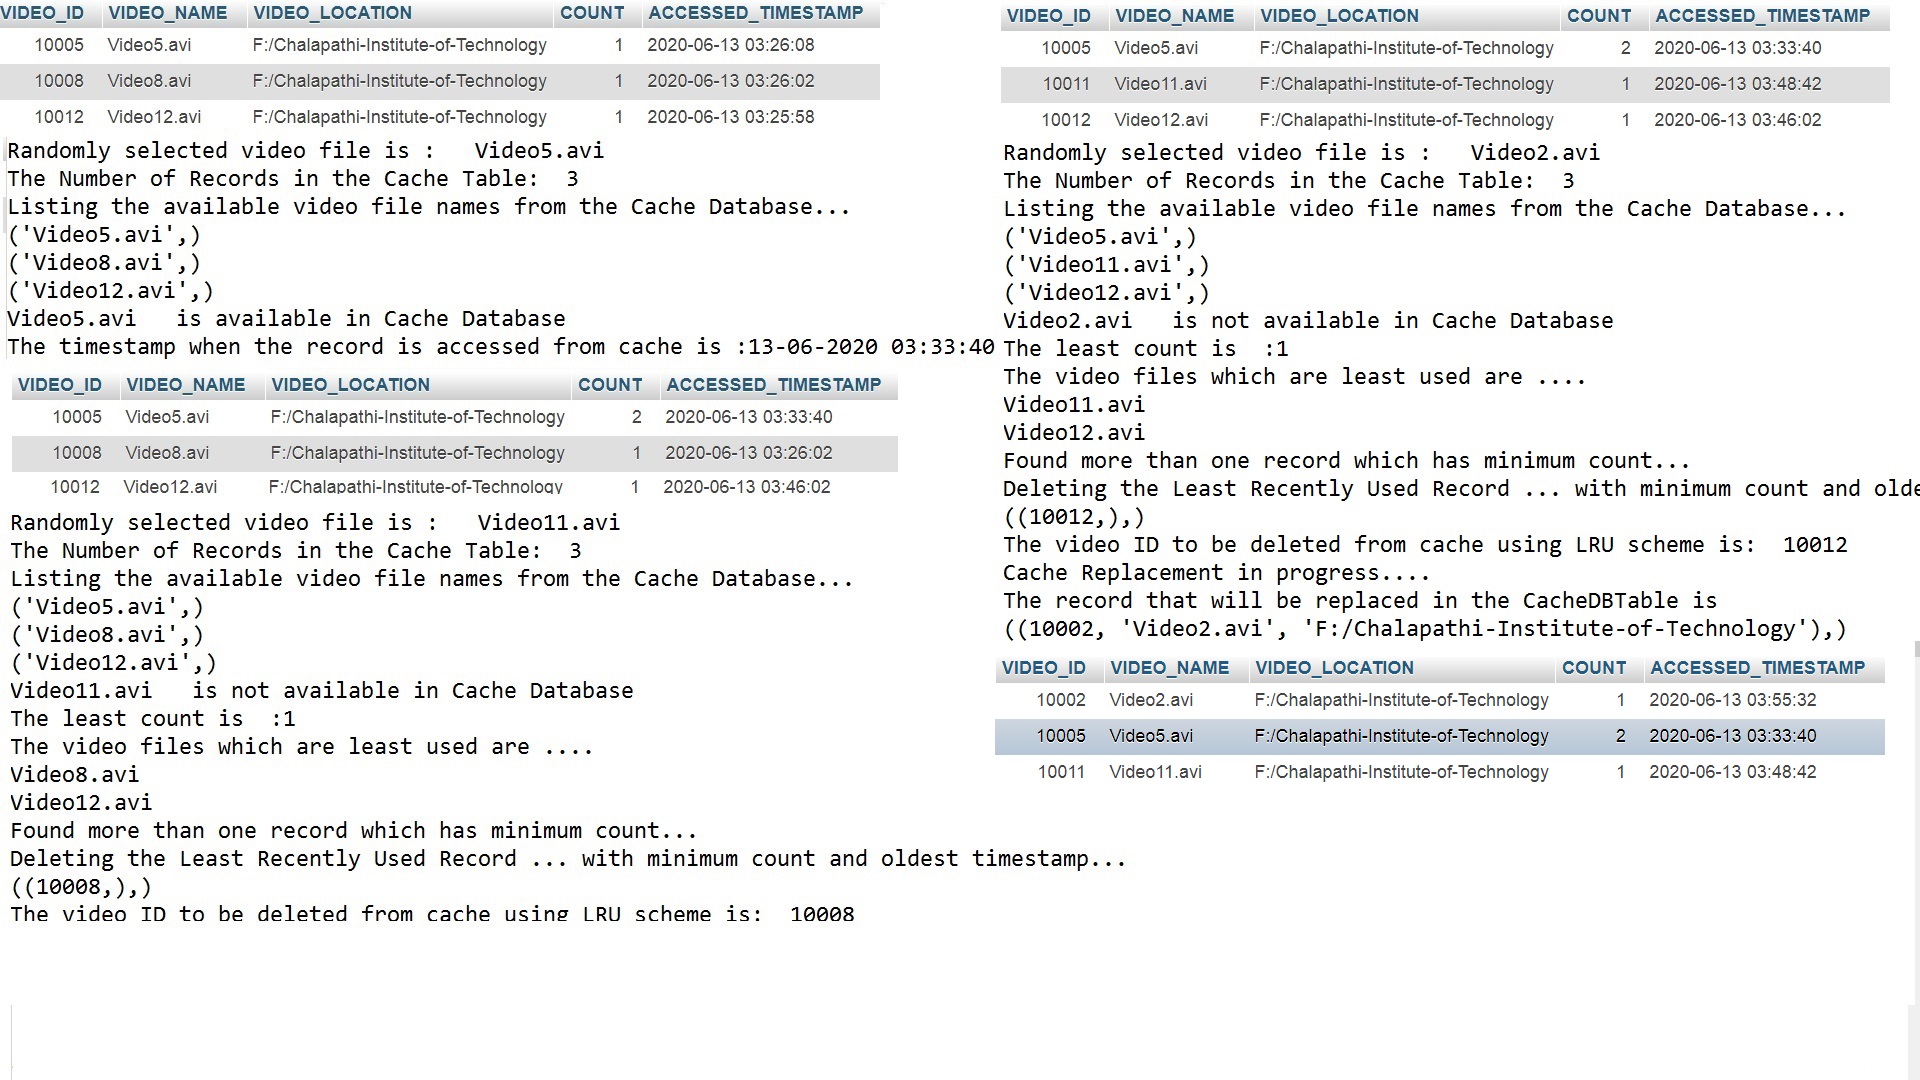 VIDEO_ID VIDEO_NAME VIDEO_LOCATION COUNT ACCESSED_TIMESTAMP
10005 Video5.avi F:/Chalapathi-Institute-of-Technology 1 2020-06-13 03:26:08
10008 Video8.avi F:/Chalapathi-Institute-of-Technology 1 2020-06-13 03:26:02
10012 Video12.avi F:/Chalapathi-Institute-of-Technology 1 2020-06-13 03:25:58
Randomly selected video file is : Video5.avi
The Number of Records in the Cache Table: 3
Listing the available video file names from the Cache Database...
('Video5.avi',)
('Video8.avi',)
('Video12.avi',)
Video5.avi is available in Cache Database
The timestamp when the record is accessed from cache is :13-06-2020 03:33:40
VIDEO_ID VIDEO_NAME VIDEO_LOCATION COUNT ACCESSED_TIMESTAMP
10005 Video5.avi F:/Chalapathi-Institute-of-Technology 2 2020-06-13 03:33:40
10008 Video8.avi F:/Chalapathi-Institute-of-Technology 1 2020-06-13 03:26:02
10012 Video12.avi F:/Chalapathi-Institute-of-Technology 1 2020-06-13 03:46:02
Randomly selected video file is : Video11.avi
The Number of Records in the Cache Table: 3
Listing the available video file names from the Cache Database...
('Video5.avi',)
('Video8.avi',)
('Video12.avi',)
Video11.avi is not available in Cache Database
The least count is :1
The video files which are least used are ....
Video8.avi
Video12.avi
Found more than one record which has minimum count...
Deleting the Least Recently Used Record ... with minimum count and oldest timestamp...
((10008,),)
The video ID to be deleted from cache using LRU scheme is: 10008
VIDEO_ID VIDEO_NAME VIDEO_LOCATION COUNT ACCESSED_TIMESTAMP
10005 Video5.avi F:/Chalapathi-Institute-of-Technology 2 2020-06-13 03:33:40
10011 Video11.avi F:/Chalapathi-Institute-of-Technology 1 2020-06-13 03:48:42
10012 Video12.avi F:/Chalapathi-Institute-of-Technology 1 2020-06-13 03:46:02
Randomly selected video file is : Video2.avi
The Number of Records in the Cache Table: 3
Listing the available video file names from the Cache Database...
('Video5.avi',)
('Video11.avi',)
('Video12.avi',)
Video2.avi is not available in Cache Database
The least count is :1
The video files which are least used are ....
Video11.avi
Video12.avi
Found more than one record which has minimum count...
Deleting the Least Recently Used Record ... with minimum count and olde
((10012,),)
The video ID to be deleted from cache using LRU scheme is: 10012
Cache Replacement in progress....
The record that will be replaced in the CacheDBTable is
((10002, 'Video2.avi', 'F:/Chalapathi-Institute-of-Technology'),)
VIDEO_ID VIDEO_NAME VIDEO_LOCATION COUNT ACCESSED_TIMESTAMP
10002 Video2.avi F:/Chalapathi-Institute-of-Technology 1 2020-06-13 03:55:32
10005 Video5.avi F:/Chalapathi-Institute-of-Technology 2 2020-06-13 03:33:40
10011 Video11.avi F:/Chalapathi-Institute-of-Technology 1 2020-06-13 03:48:42